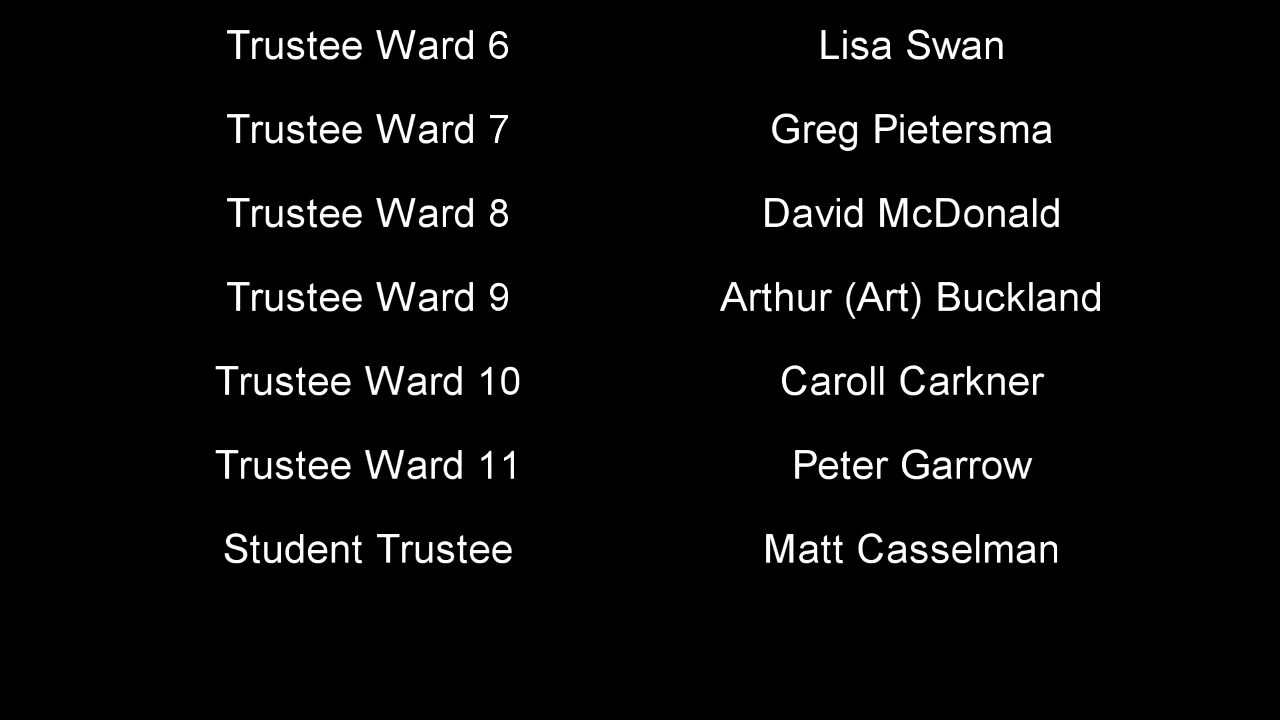 Trustee Ward 6 Lisa Swan
Trustee Ward 7 Greg Pietersma
Trustee Ward 8 David McDonald
Trustee Ward 9 Arthur (Art) Buckland
Trustee Ward 10 Caroll Carkner
Trustee Ward 11 Peter Garrow
Student Trustee Matt Casselman